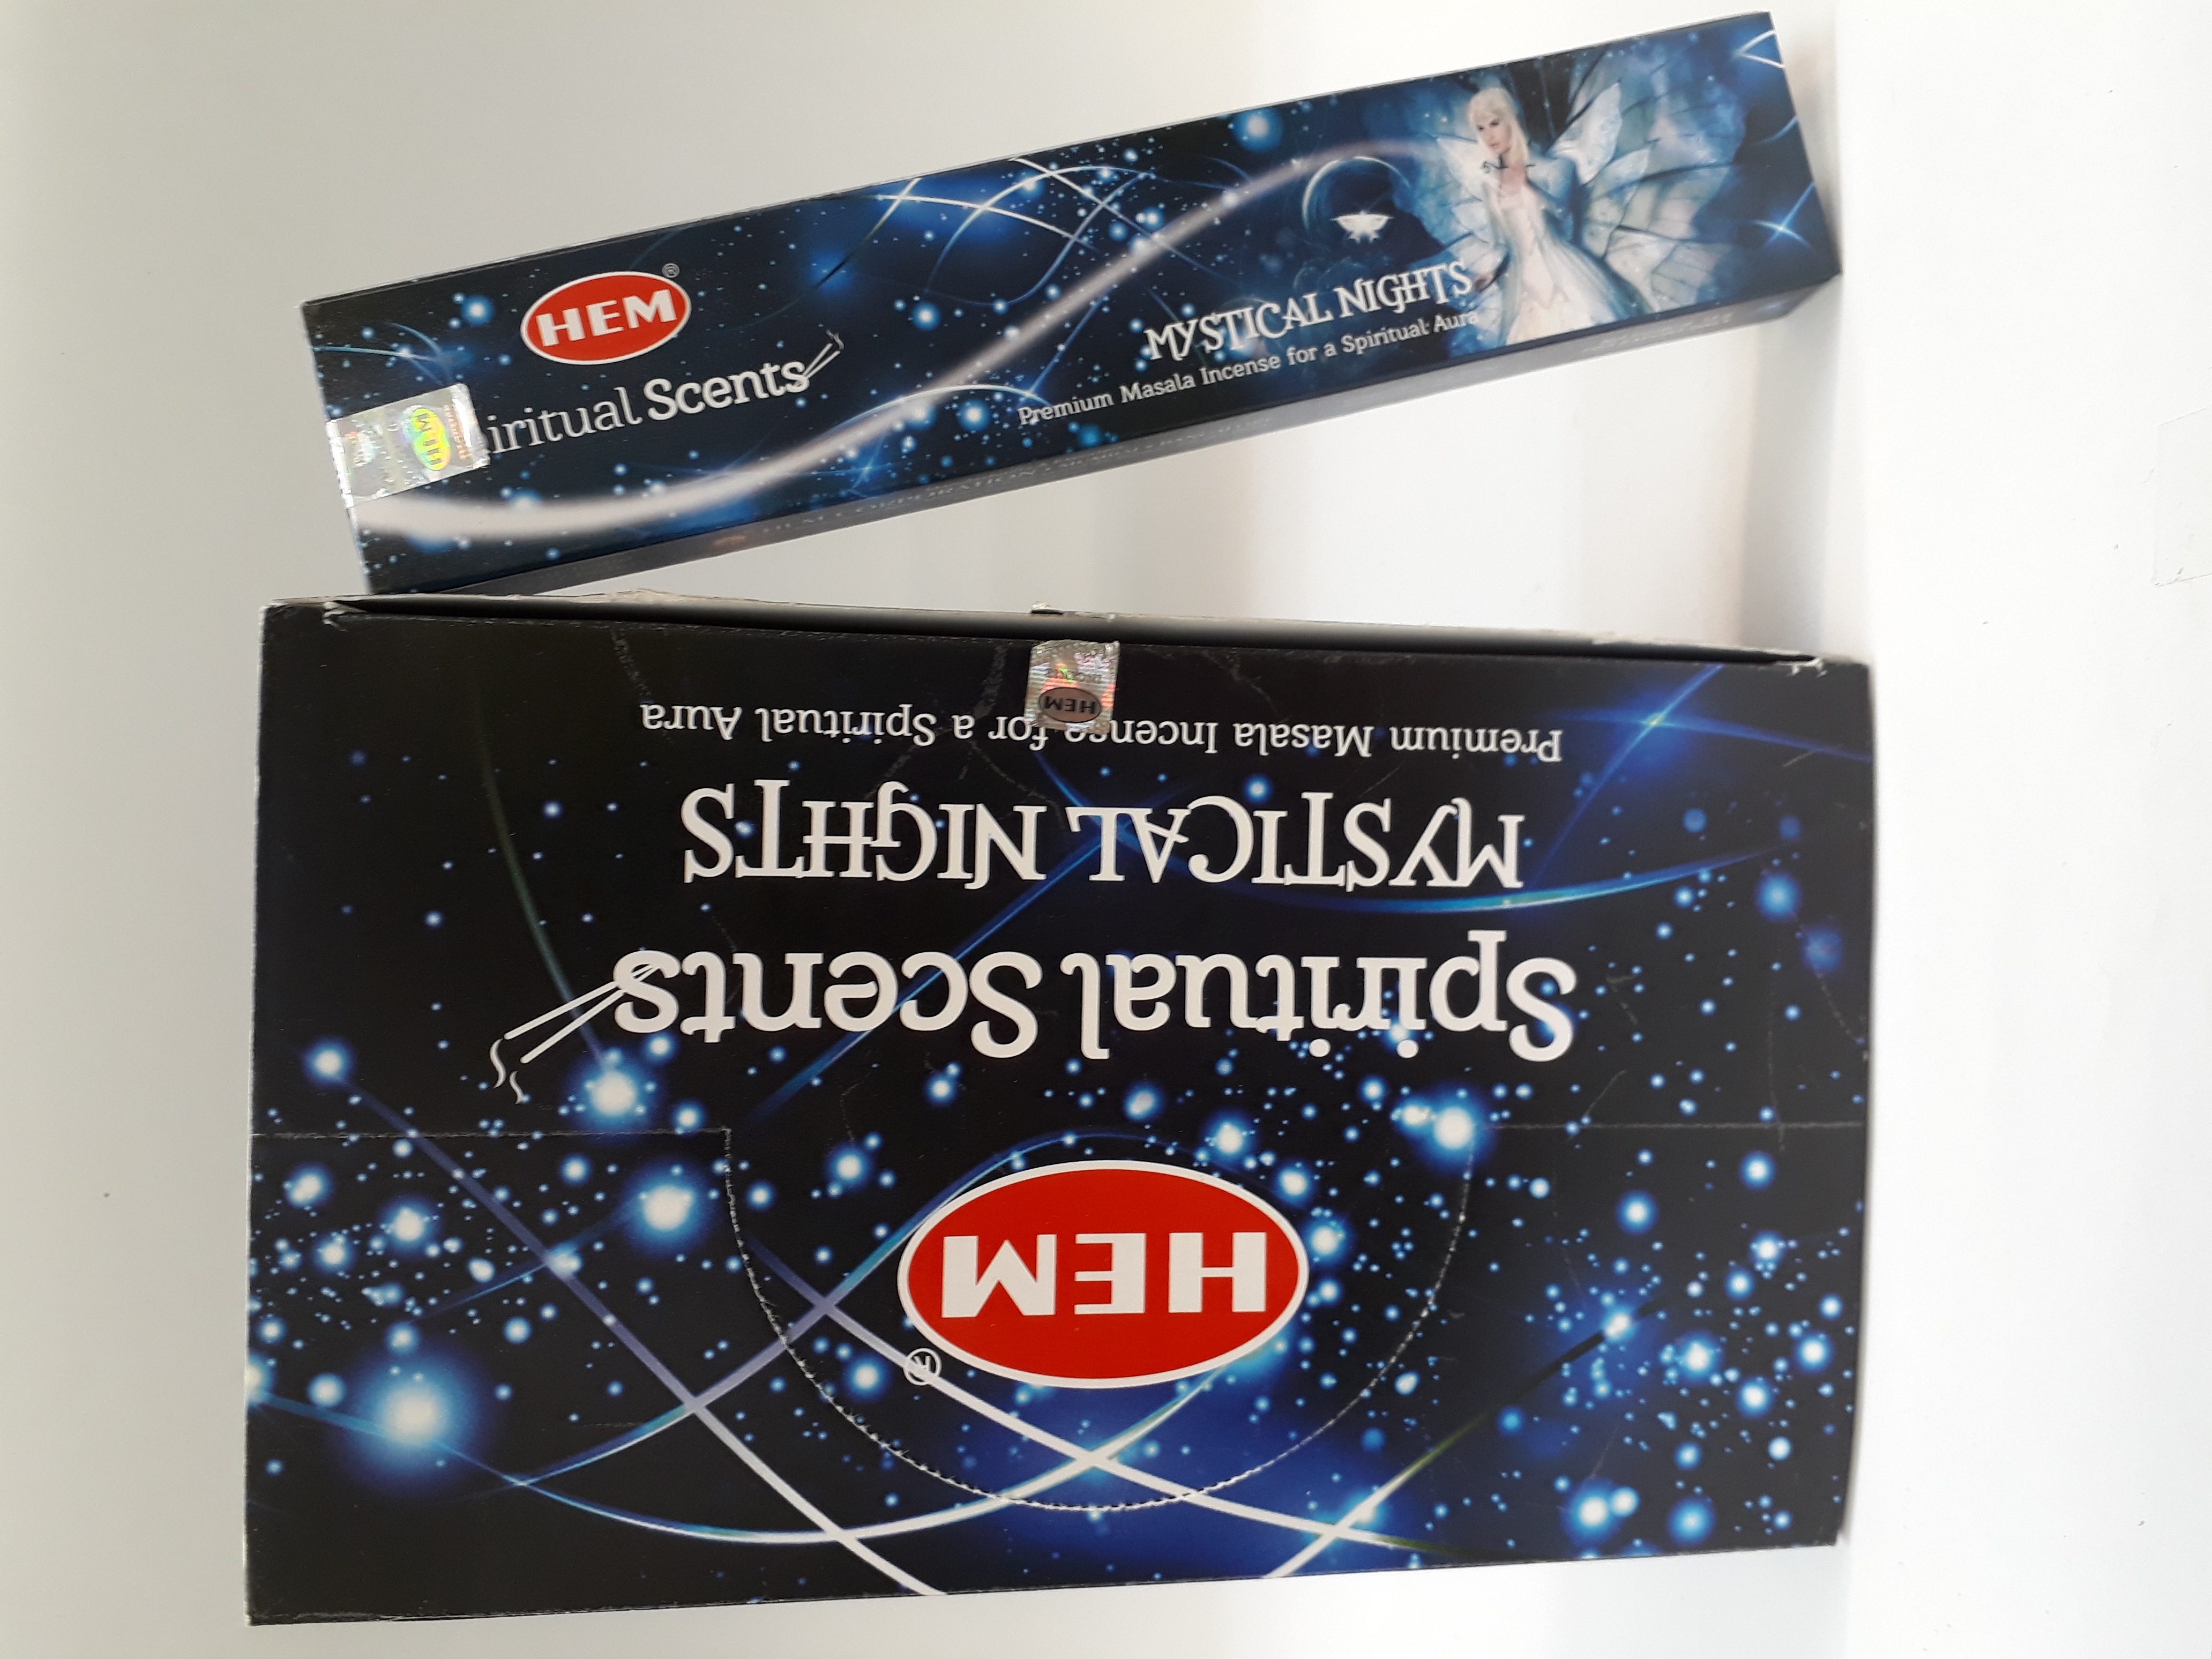 HEM
®
Spiritual Scents
MYSTICAL NIGHTS
Premium Masala Incense for a Spiritual Aura
HEM
HEM
HEM
®
Scents
MYSTICAL NIGHTS
Premium Masala Incense for a Spiritual Aura